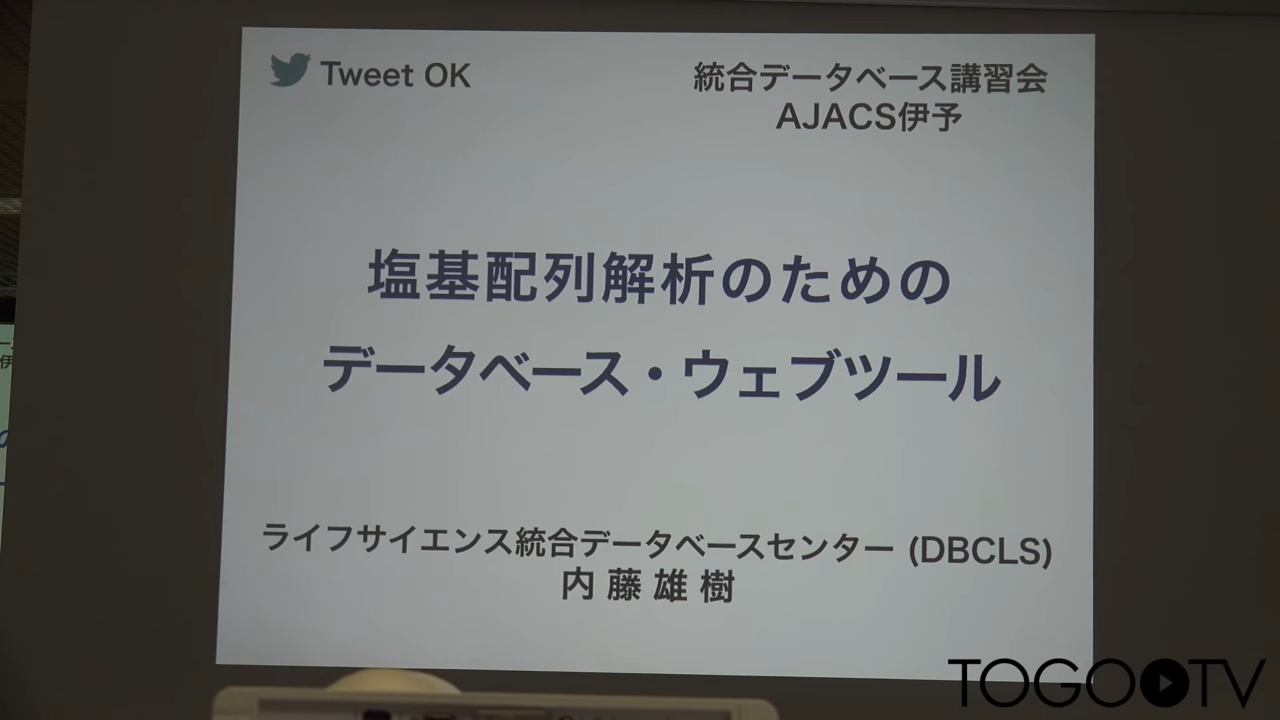 Tweet OK
統合データベース講習会
AJACS伊予
塩基配列解析のための
データベース・ウェブツール
ライフサイエンス統合データベースセンター (DBCLS)
内藤雄樹
TOGOTV